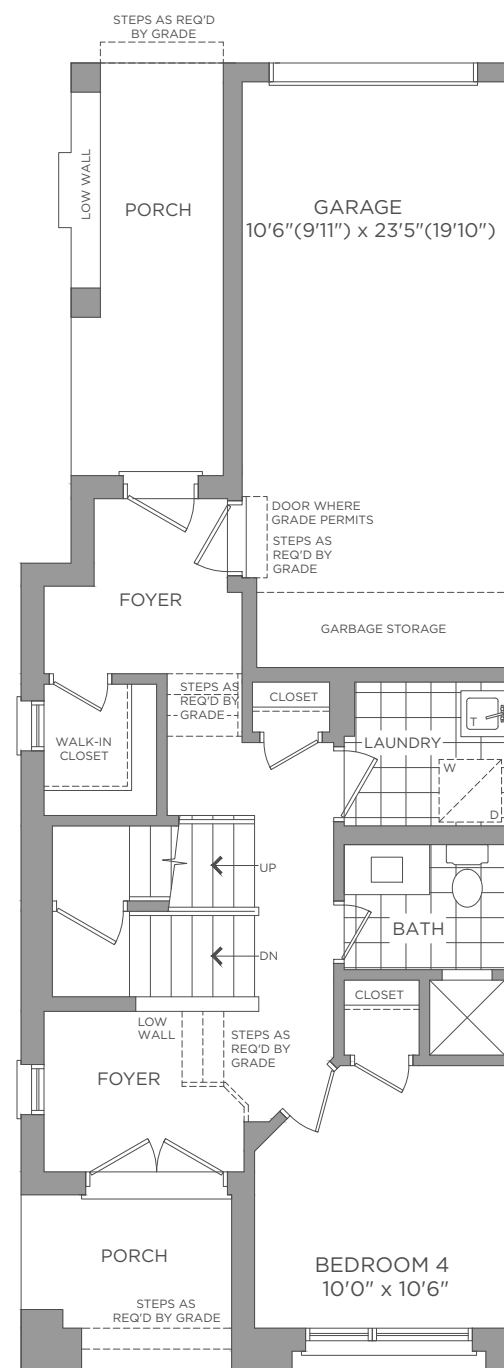 STEPS AS REQ'D
BY GRADE
LOW WALL
PORCH
GARAGE
10'6"(9'11") x 23'5"(19'10")
DOOR WHERE
GRADE PERMITS
STEPS AS
REQ'D BY
GRADE
FOYER
GARBAGE STORAGE
STEPS AS
REQ'D BY
GRADE
CLOSET
WALK-IN
CLOSET
LAUNDRY
T
W
D
UP
BATH
DN
CLOSET
LOW
WALL
STEPS AS
REQ'D BY
GRADE
FOYER
PORCH
BEDROOM 4
10'0" x 10'6"
STEPS AS
REQ'D BY GRADE